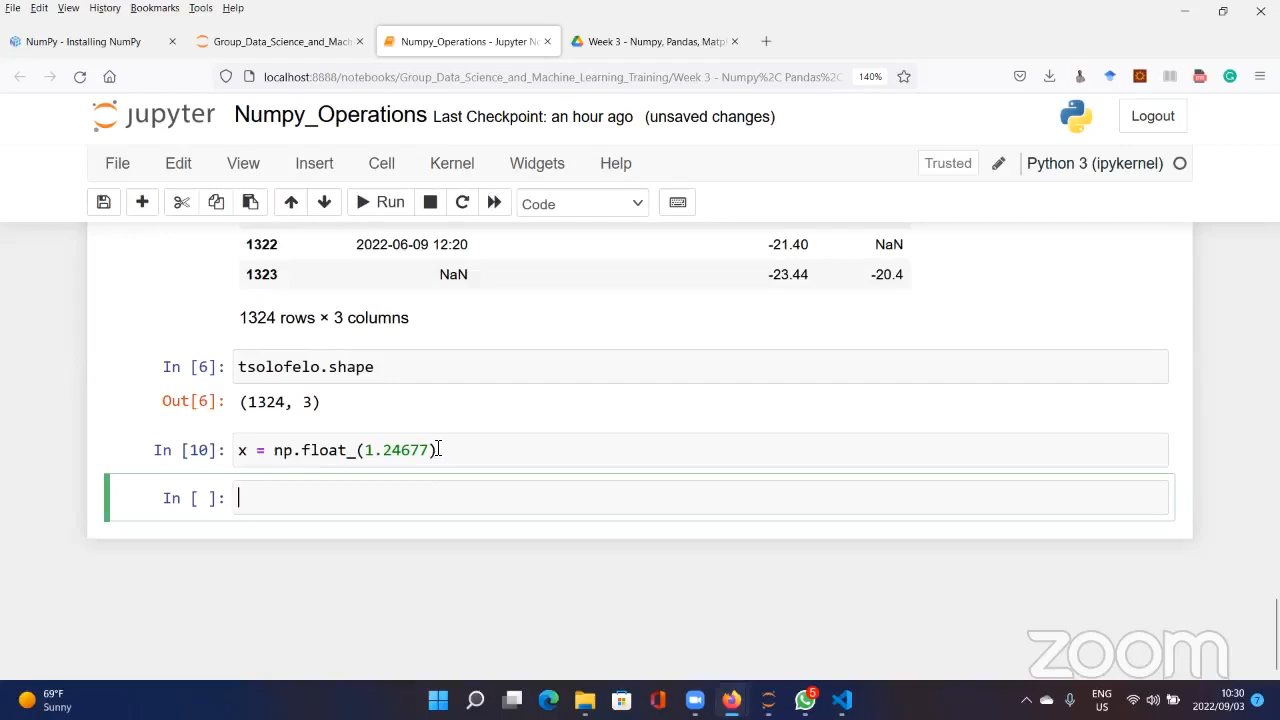 File Edit View History Bookmarks Tools Help
NumPy - Installing NumPy
Group_Data_Science_and_Mach
Numpy_Operations - Jupyter No
Week 3 - Numpy, Pandas, Matpl
localhost:8888/notebooks/Group_Data_Science_and_Machine_Learning_Training/Week 3 - Numpy%2C Pandas%2C 140%
jupyter Numpy_Operations Last Checkpoint: an hour ago (unsaved changes) Logout
File Edit View Insert Cell Kernel Widgets Help Trusted Python 3 (ipykernel)
Run Code
1322 2022-06-09 12:20 -21.40 NaN
1323 NaN -23.44 -20.4
1324 rows × 3 columns
In [6]: tsolofelo.shape
Out[6]: (1324, 3)
In [10]: x = np.float_(1.24677)
In [ ]:
zoom
69°F
Sunny
5
ENG
US
10:30
2022/09/03
7